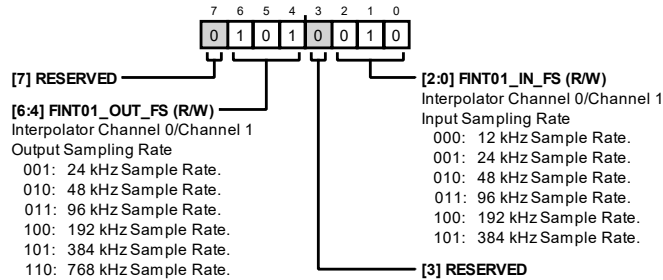 7 6 5 4 3 2 1 0
0 1 0 1 0 0 1 0
[7] RESERVED
[6:4] FINT01_OUT_FS (R/W)
Interpolator Channel 0/Channel 1
Output Sampling Rate
001: 24 kHz Sample Rate.
010: 48 kHz Sample Rate.
011: 96 kHz Sample Rate.
100: 192 kHz Sample Rate.
101: 384 kHz Sample Rate.
110: 768 kHz Sample Rate.
[2:0] FINT01_IN_FS (R/W)
Interpolator Channel 0/Channel 1
Input Sampling Rate
000: 12 kHz Sample Rate.
001: 24 kHz Sample Rate.
010: 48 kHz Sample Rate.
011: 96 kHz Sample Rate.
100: 192 kHz Sample Rate.
101: 384 kHz Sample Rate.
[3] RESERVED